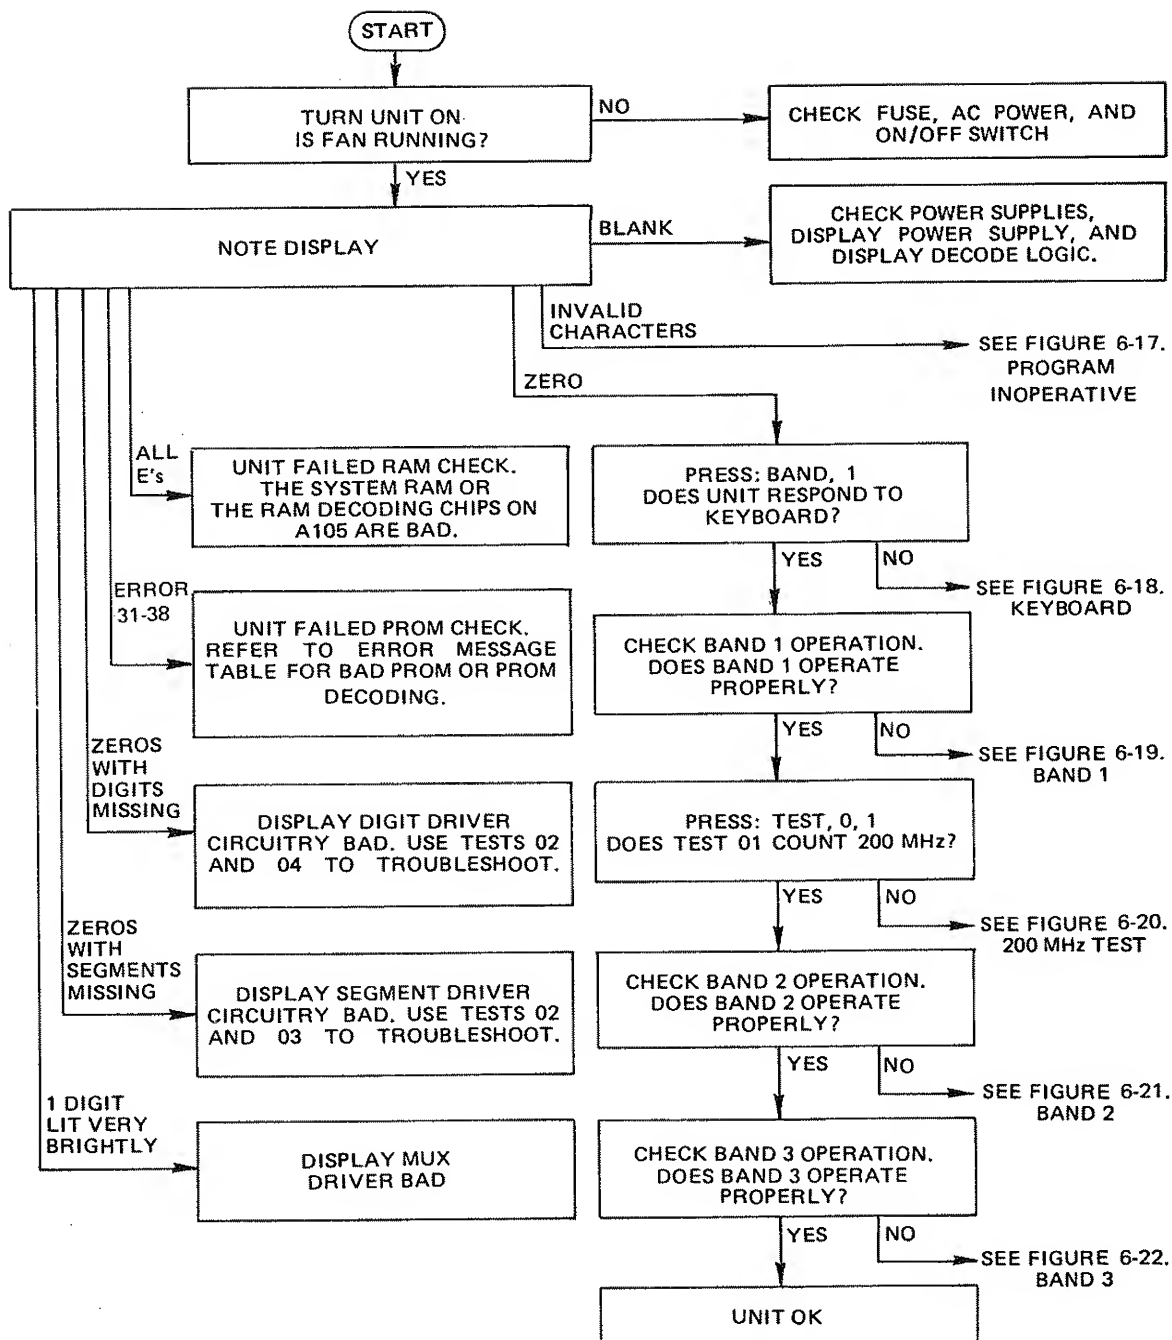 START
TURN UNIT ON
IS FAN RUNNING?
NO
CHECK FUSE, AC POWER, AND
ON/OFF SWITCH
YES
NOTE DISPLAY
BLANK
CHECK POWER SUPPLIES,
DISPLAY POWER SUPPLY, AND
DISPLAY DECODE LOGIC.
INVALID
CHARACTERS
SEE FIGURE 6-17.
PROGRAM
INOPERATIVE
ZERO
ALL
E's
UNIT FAILED RAM CHECK.
THE SYSTEM RAM OR
THE RAM DECODING CHIPS ON
A105 ARE BAD.
PRESS: BAND, 1
DOES UNIT RESPOND TO
KEYBOARD?
YES
NO
SEE FIGURE 6-18.
KEYBOARD
ERROR
31-38
UNIT FAILED PROM CHECK.
REFER TO ERROR MESSAGE
TABLE FOR BAD PROM OR PROM
DECODING.
CHECK BAND 1 OPERATION.
DOES BAND 1 OPERATE
PROPERLY?
YES
NO
SEE FIGURE 6-19.
BAND 1
ZEROS
WITH
DIGITS
MISSING
DISPLAY DIGIT DRIVER
CIRCUITRY BAD. USE TESTS 02
AND 04 TO TROUBLESHOOT.
PRESS: TEST, 0, 1
DOES TEST 01 COUNT 200 MHz?
YES
NO
SEE FIGURE 6-20.
200 MHz TEST
ZEROS
WITH
SEGMENTS
MISSING
DISPLAY SEGMENT DRIVER
CIRCUITRY BAD. USE TESTS 02
AND 03 TO TROUBLESHOOT.
CHECK BAND 2 OPERATION.
DOES BAND 2 OPERATE
PROPERLY?
YES
NO
SEE FIGURE 6-21.
BAND 2
1 DIGIT
LIT VERY
BRIGHTLY
DISPLAY MUX
DRIVER BAD
CHECK BAND 3 OPERATION.
DOES BAND 3 OPERATE
PROPERLY?
YES
NO
SEE FIGURE 6-22.
BAND 3
UNIT OK